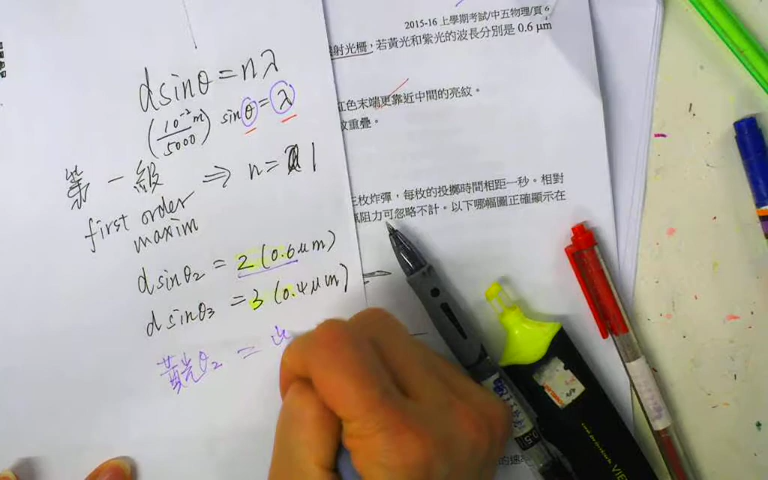 2015-16 上學期考試/中五物理/頁 6
射光柵，若黃光和紫光的波長分別是 0.6 μm
紅色末端更靠近中間的亮紋。
重疊。
三枚炸彈，每枚的投擲時間相距一秒。相對
阻力可忽略不計。以下哪幅圖正確顯示在
d sinθ = nλ
(10⁻²m/5000) sinθ = λ
第一級 ⇒ n = 1
first order
maxim
d sinθ₂ = 2 (0.6 μm)
d sinθ₃ = 3 (0.4 μm)
黃光θ₂ =